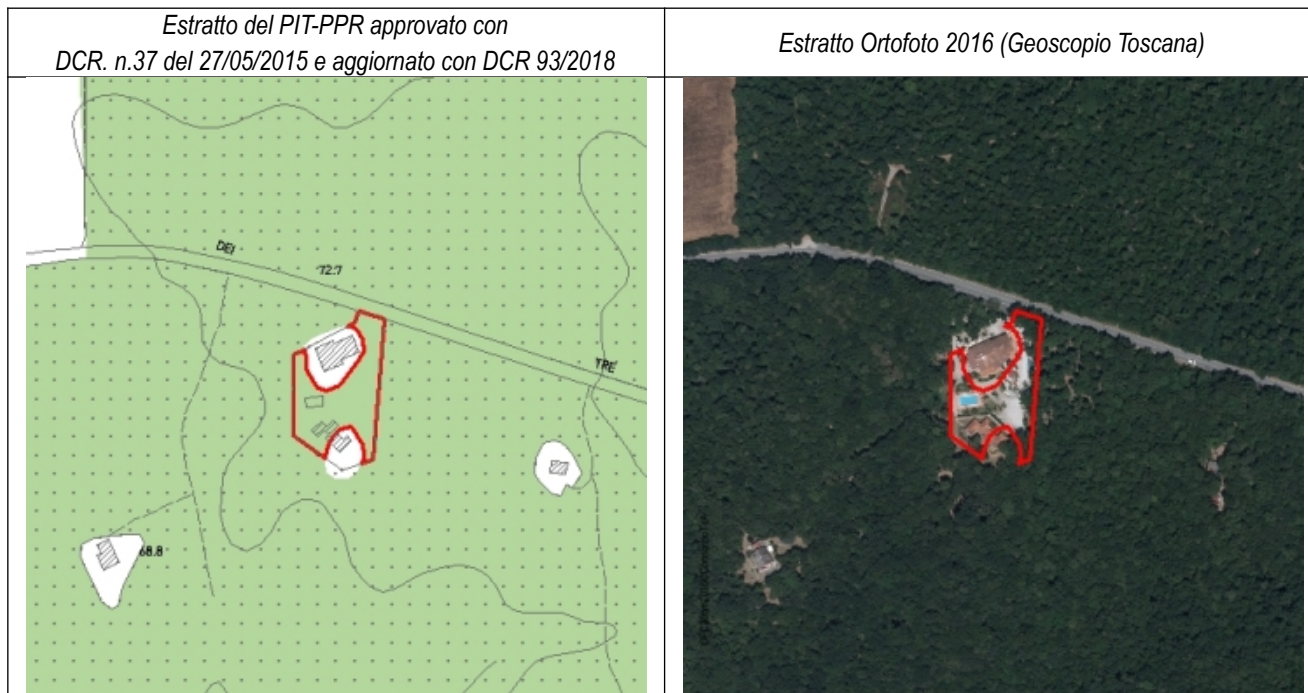 Estratto del PIT-PPR approvato con
DCR. n.37 del 27/05/2015 e aggiornato con DCR 93/2018
Estratto Ortofoto 2016 (Geoscopio Toscana)
DEI
72.7
TRE'
68.8